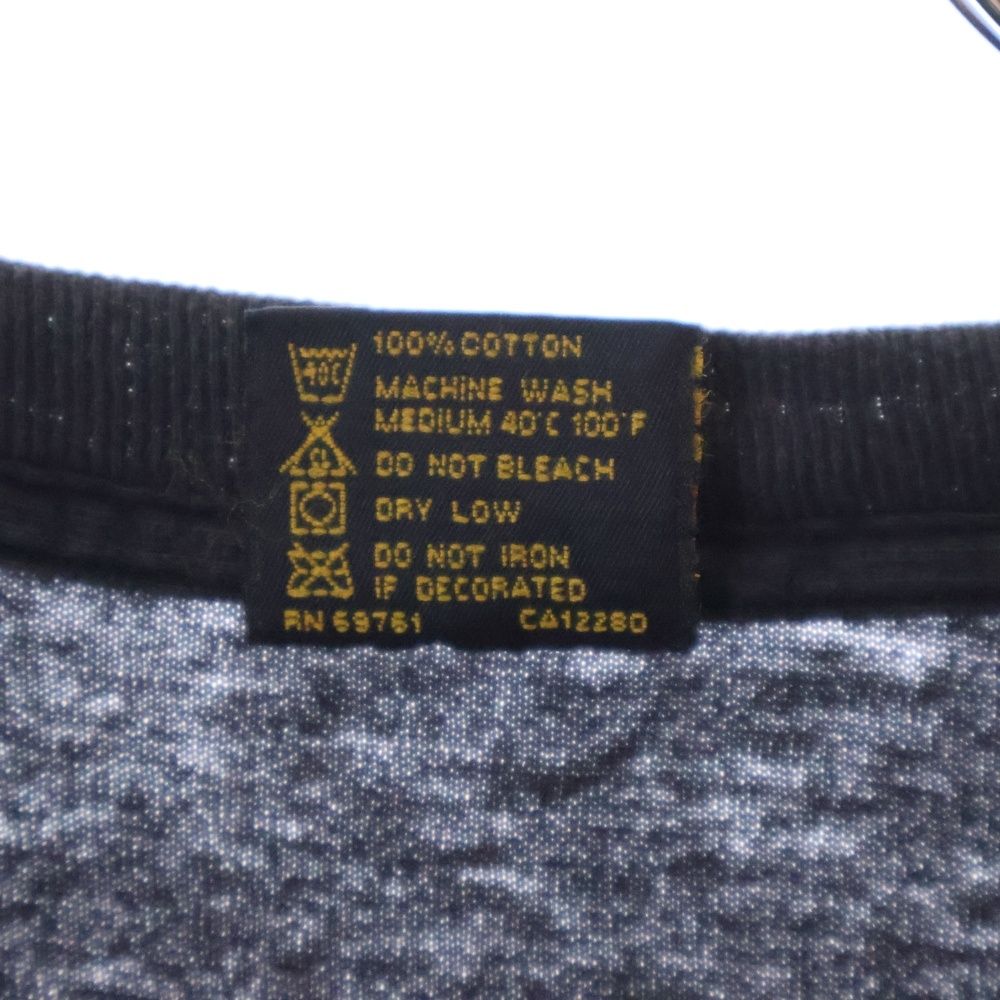 100% COTTON
40C
MACHINE WASH
MEDIUM 40°C 100°F
DO NOT BLEACH
DRY LOW
DO NOT IRON
IF DECORATED
RN 69761 CA12280